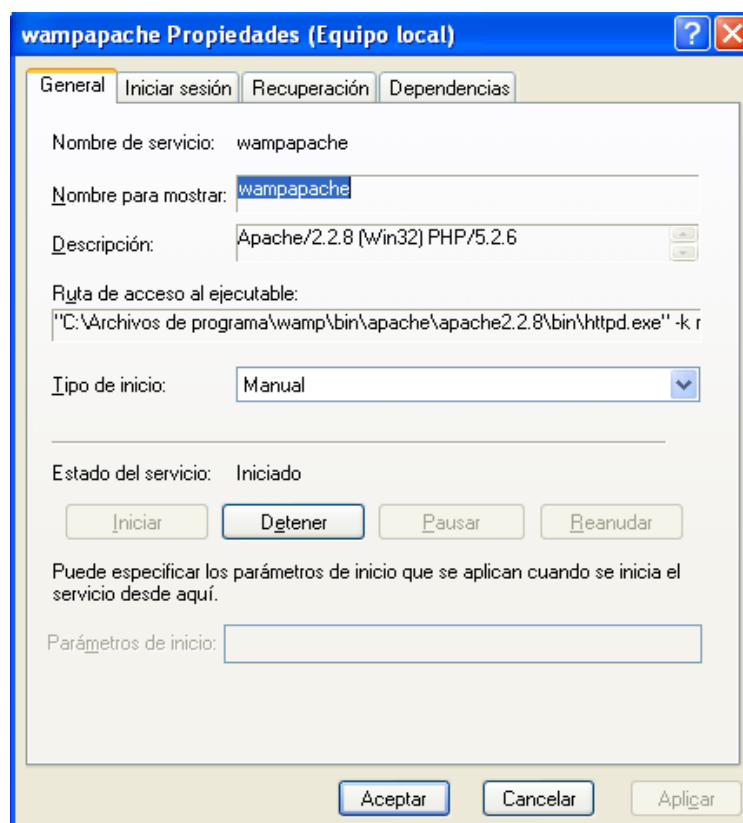 wampapache Propiedades (Equipo local)
General Iniciar sesión Recuperación Dependencias
Nombre de servicio: wampapache
Nombre para mostrar: wampapache
Descripción: Apache/2.2.8 (Win32) PHP/5.2.6
Ruta de acceso al ejecutable:
"C:\Archivos de programa\wamp\bin\apache\apache2.2.8\bin\httpd.exe" -k r
Tipo de inicio: Manual
Estado del servicio: Iniciado
Iniciar Detener Pausar Reanudar
Puede especificar los parámetros de inicio que se aplican cuando se inicia el
servicio desde aquí.
Parámetros de inicio:
Aceptar Cancelar Aplicar